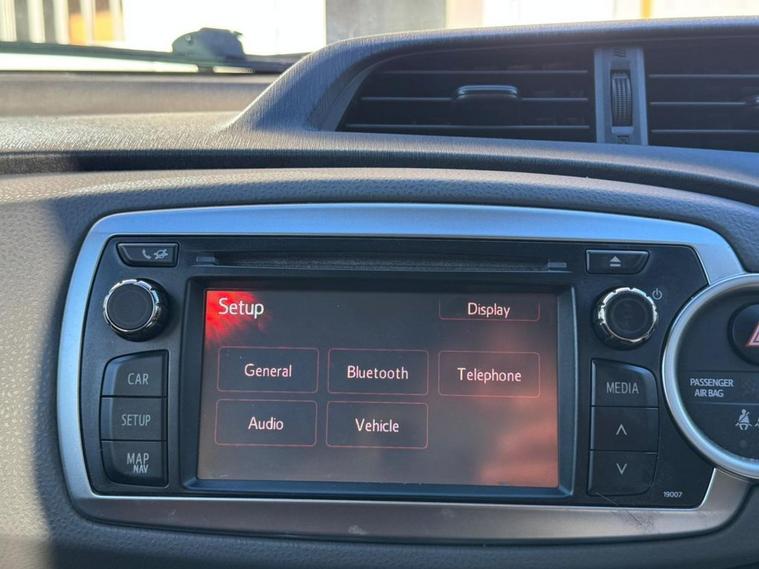 Setup
Display
General
Bluetooth
Telephone
Audio
Vehicle
CAR
SETUP
MAP
NAV
MEDIA
19007
PASSENGER
AIR BAG